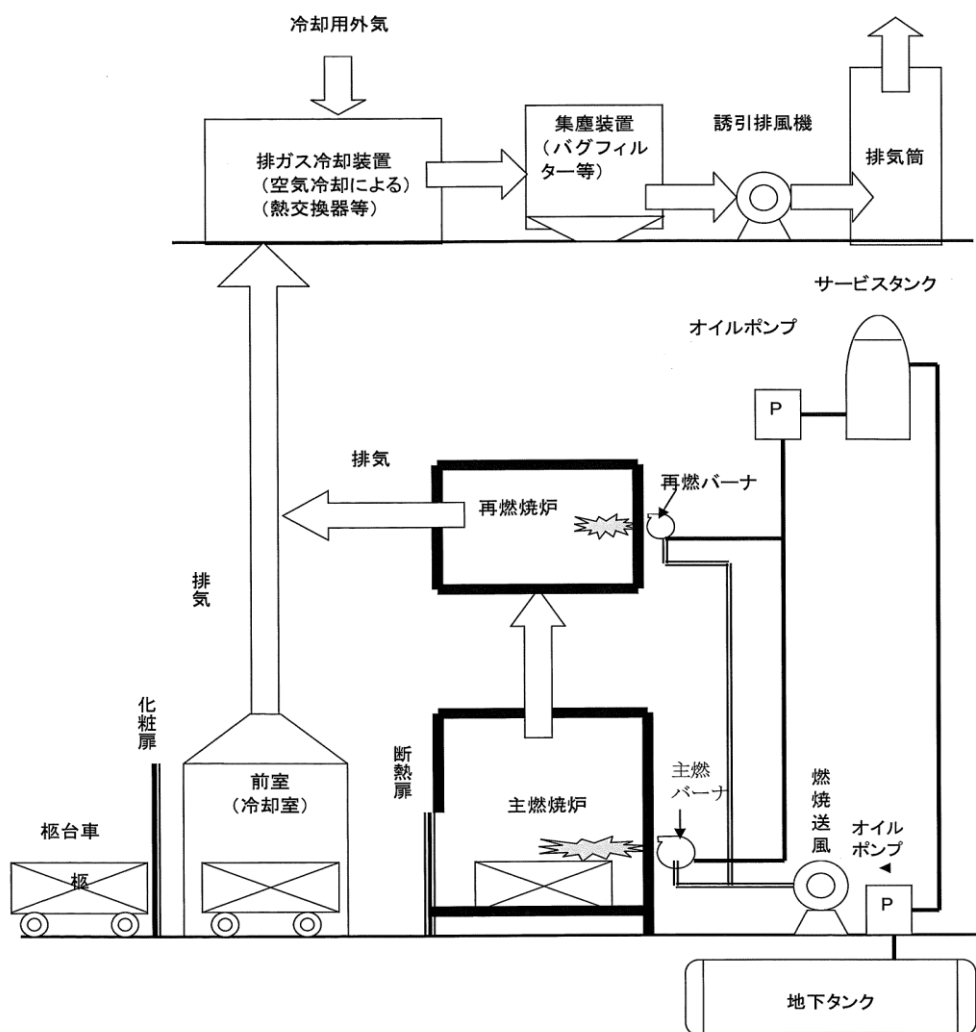 冷却用外気
排ガス冷却装置
（空気冷却による）
（熱交換器等）
集塵装置
（バグフィル
ター等）
誘引排風機
排気筒
サービスタンク
オイルポンプ
P
排気
再燃焼炉
再燃バーナ
排気
化粧扉
前室
（冷却室）
断熱扉
主燃焼炉
主燃
バーナ
燃焼送風
オイル
ポンプ
P
柩台車
柩
地下タンク